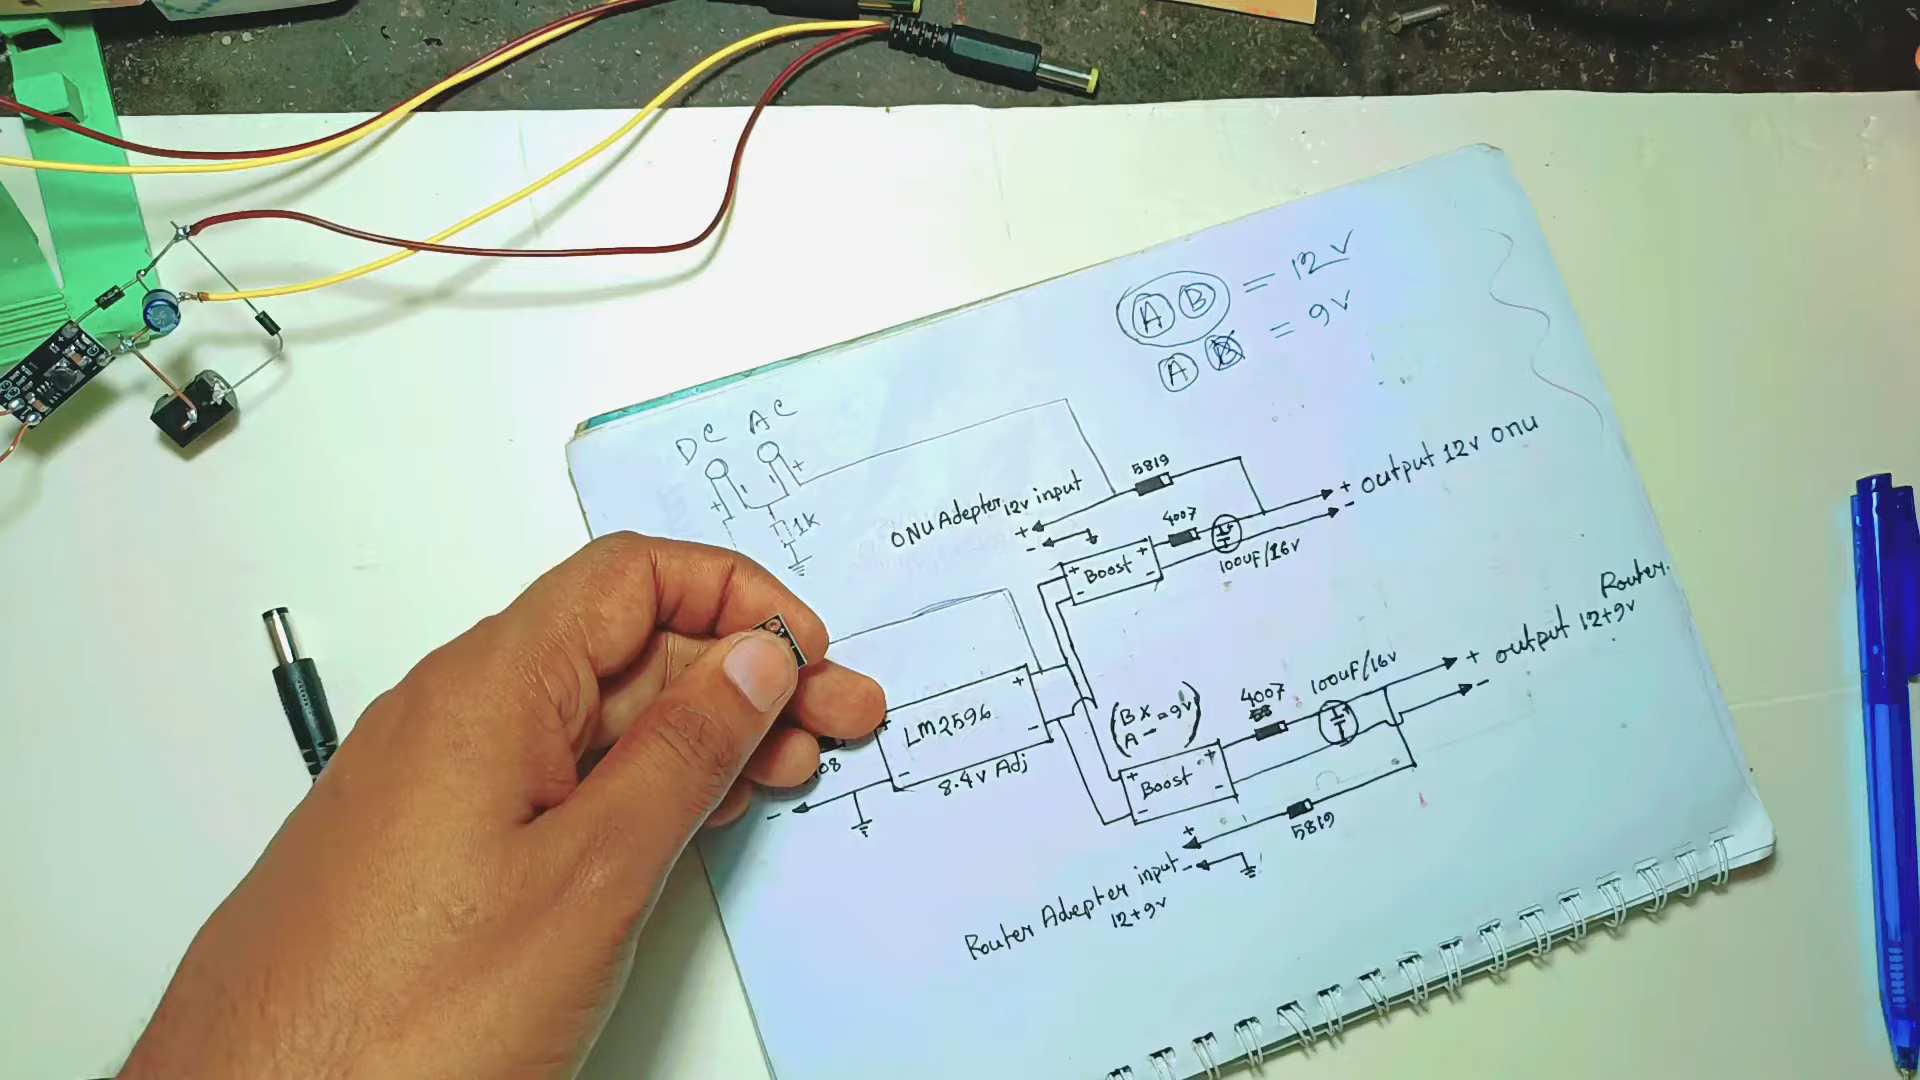 A B = 12V
A B = 9V
DC AC
+ +
1K
ONU Adepter 12v input
+
-
5819
4007
100UF/16V
+ Boost +
- -
+ output 12v onu
-
LM2596
+ +
- -
8.4v Adj
-
(BX = 9V
A -)
4007
100UF/16V
+ Boost +
- -
Router.
+ output 12+9v
-
5819
+
-
Router Adepter input
12+9v